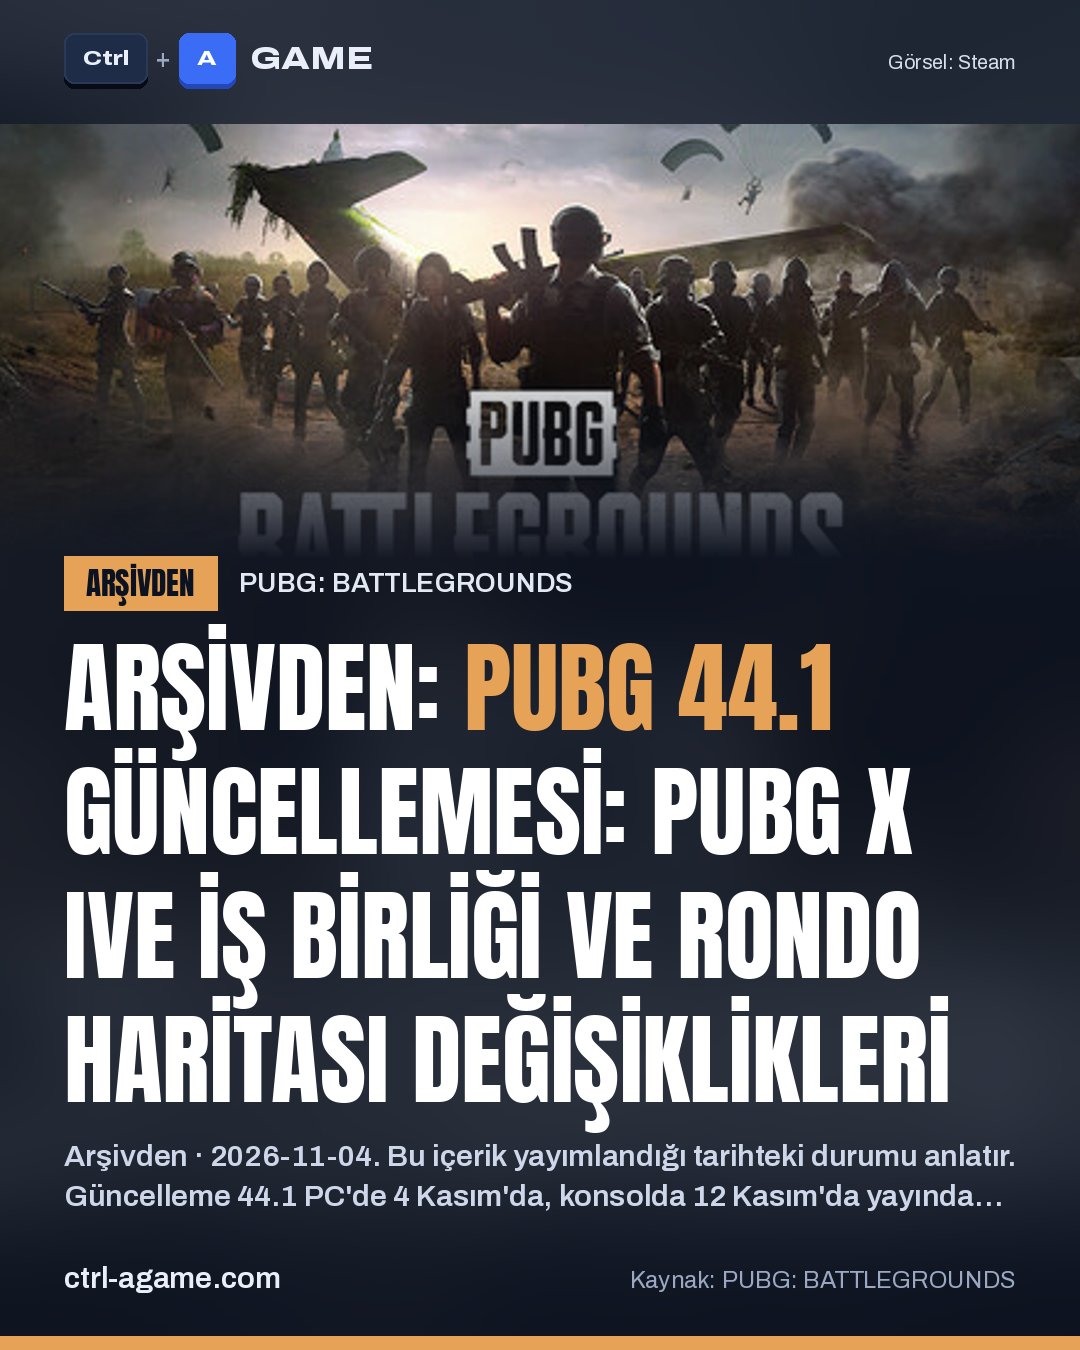 Ctrl + A GAME
Görsel: Steam
PUBG
BATTLEGROUNDS
ARŞİVDEN PUBG: BATTLEGROUNDS
ARŞİVDEN: PUBG 44.1
GÜNCELLEMESİ: PUBG X
IVE İŞ BİRLİĞİ VE RONDO
HARİTASI DEĞİŞİKLİKLERİ
Arşivden · 2026-11-04. Bu içerik yayımlandığı tarihteki durumu anlatır.
Güncelleme 44.1 PC'de 4 Kasım'da, konsolda 12 Kasım'da yayında...
ctrl-agame.com
Kaynak: PUBG: BATTLEGROUNDS